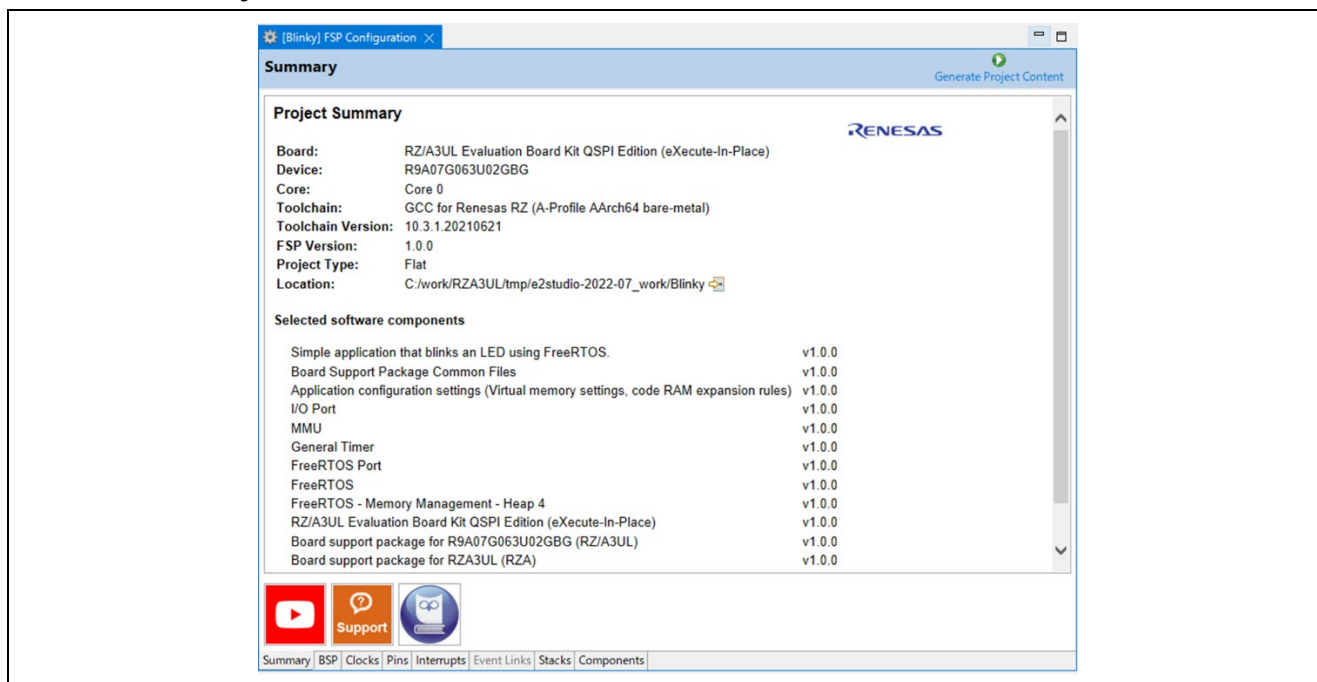 [Blinky] FSP Configuration
Summary
Generate Project Content
Project Summary
RENESAS
Board: RZ/A3UL Evaluation Board Kit QSPI Edition (eXecute-In-Place)
Device: R9A07G063U02GBG
Core: Core 0
Toolchain: GCC for Renesas RZ (A-Profile AArch64 bare-metal)
Toolchain Version: 10.3.1.20210621
FSP Version: 1.0.0
Project Type: Flat
Location: C:/work/RZA3UL/tmp/e2studio-2022-07_work/Blinky
Selected software components
Simple application that blinks an LED using FreeRTOS. v1.0.0
Board Support Package Common Files v1.0.0
Application configuration settings (Virtual memory settings, code RAM expansion rules) v1.0.0
I/O Port v1.0.0
MMU v1.0.0
General Timer v1.0.0
FreeRTOS Port v1.0.0
FreeRTOS v1.0.0
FreeRTOS - Memory Management - Heap 4 v1.0.0
RZ/A3UL Evaluation Board Kit QSPI Edition (eXecute-In-Place) v1.0.0
Board support package for R9A07G063U02GBG (RZ/A3UL) v1.0.0
Board support package for RZA3UL (RZA) v1.0.0
Support
Summary BSP Clocks Pins Interrupts Event Links Stacks Components